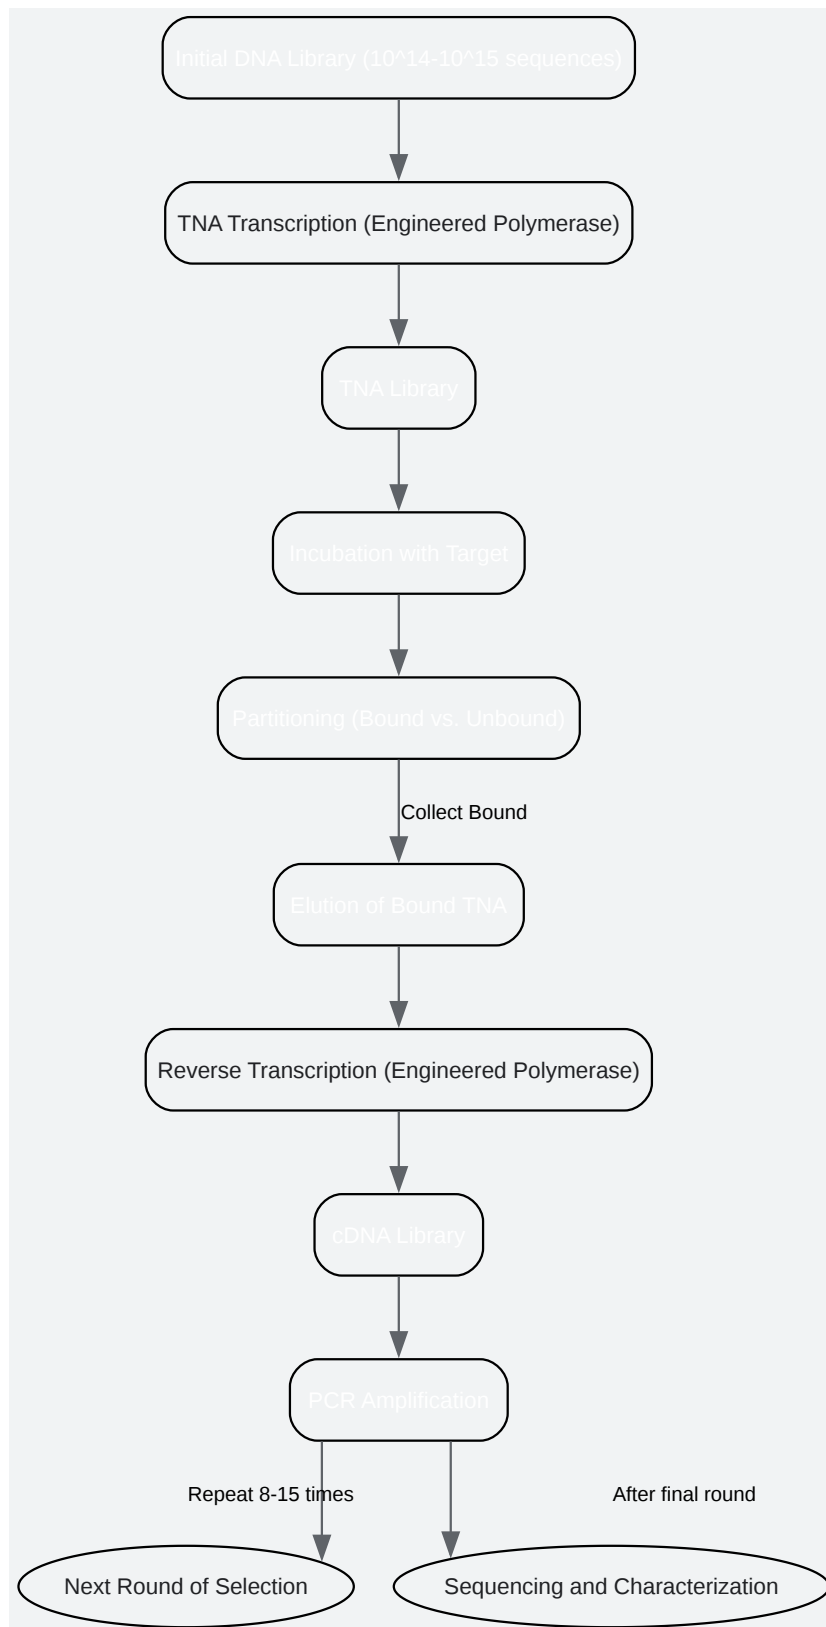 Initial DNA Library (10^14-10^15 sequences)
TNA Transcription (Engineered Polymerase)
TNA Library
Incubation with Target
Partitioning (Bound vs. Unbound)
Collect Bound
Elution of Bound TNA
Reverse Transcription (Engineered Polymerase)
cDNA Library
PCR Amplification
Repeat 8-15 times
After final round
Next Round of Selection
Sequencing and Characterization